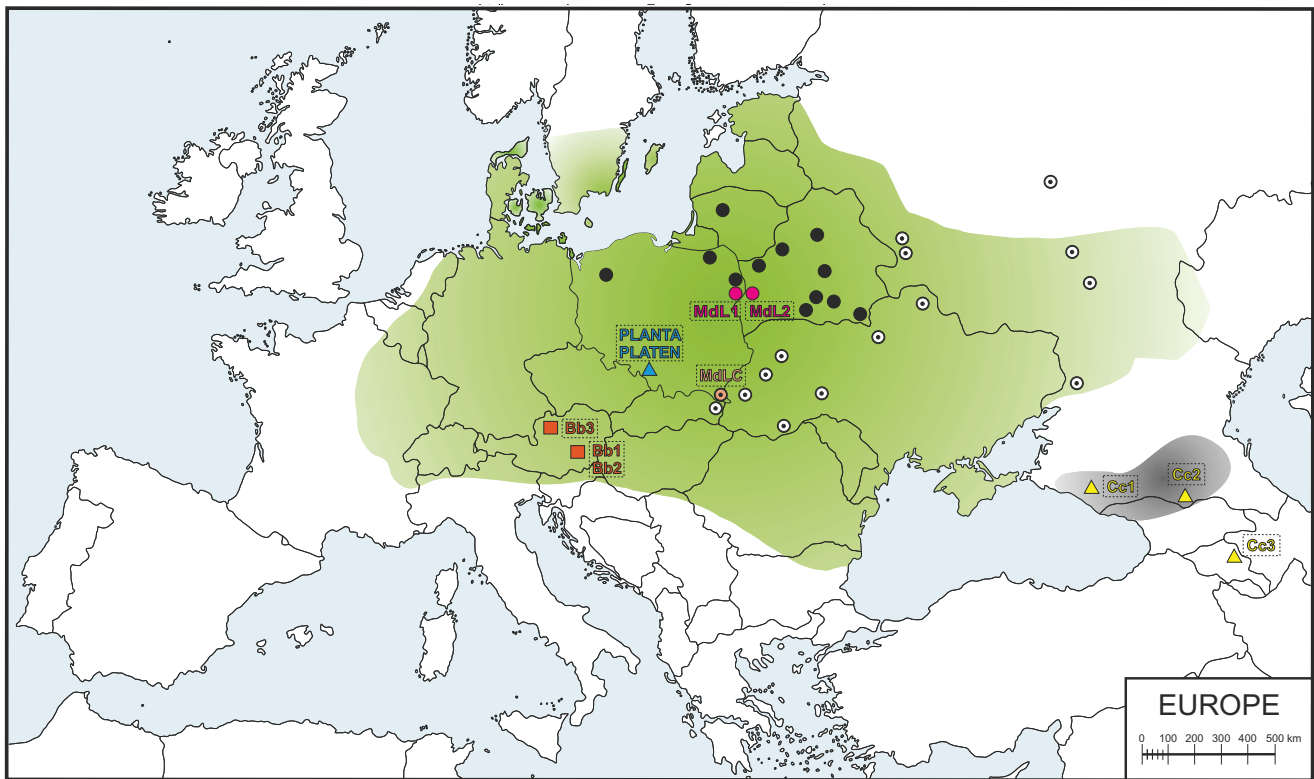 MdL1 MdL2
PLANTA
PLATEN
MdLC
Bb3
Bb1
Bb2
Cc1
Cc2
Cc3
EUROPE
0 100 200 300 400 500 km